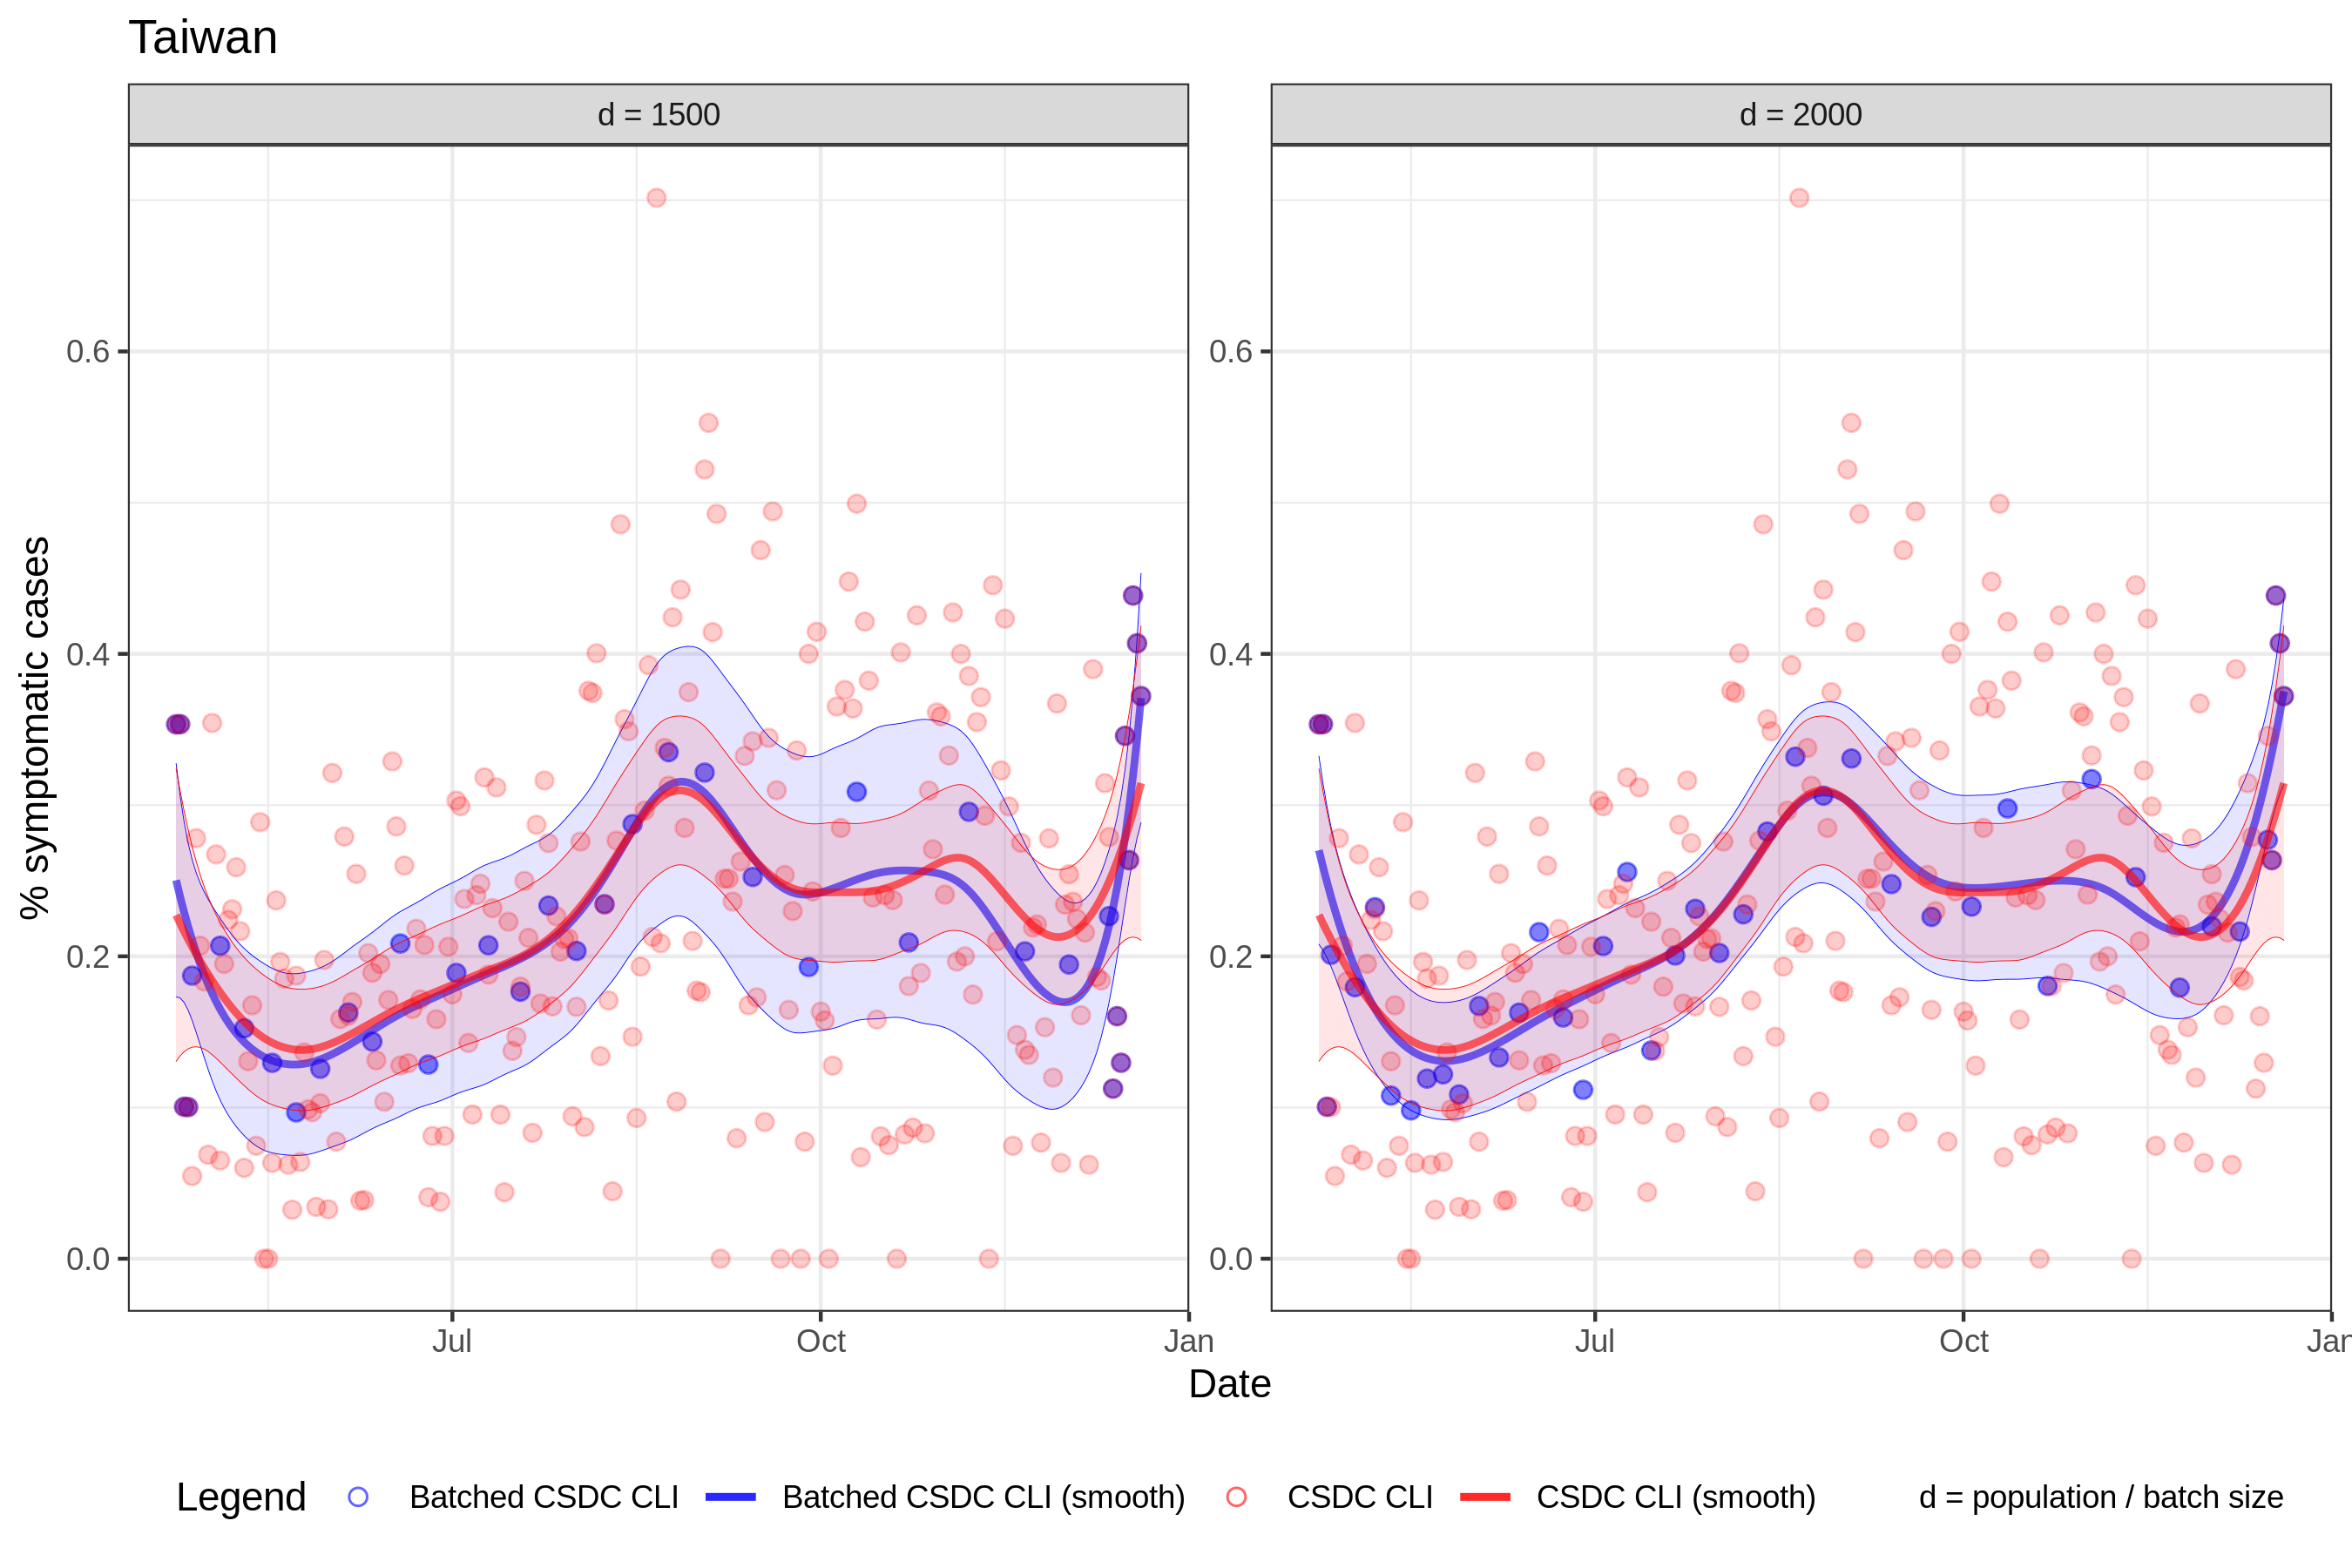 Taiwan
d = 1500
d = 2000
% symptomatic cases
0.6
0.4
0.2
0.0
0.6
0.4
0.2
0.0
Jul
Oct
Jan
Jul
Oct
Jan
Date
Legend
Batched CSDC CLI
Batched CSDC CLI (smooth)
CSDC CLI
CSDC CLI (smooth)
d = population / batch size